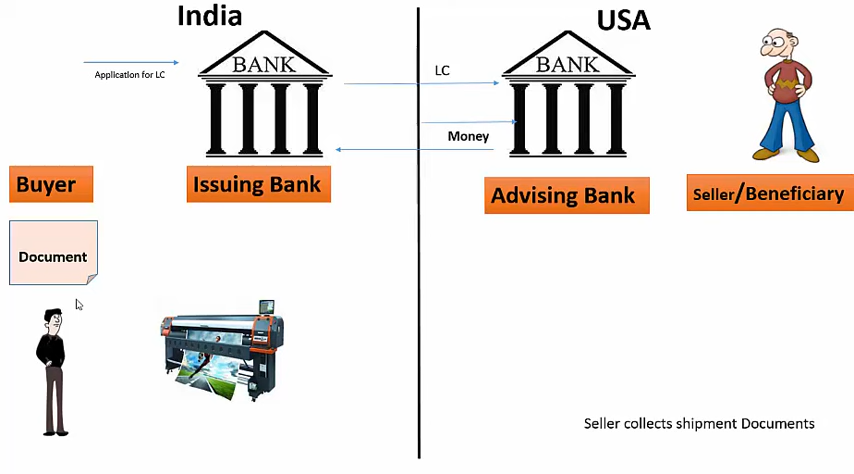 India
USA
BANK
BANK
Application for LC
LC
Money
Buyer
Issuing Bank
Advising Bank
Seller/Beneficiary
Document
Seller collects shipment Documents